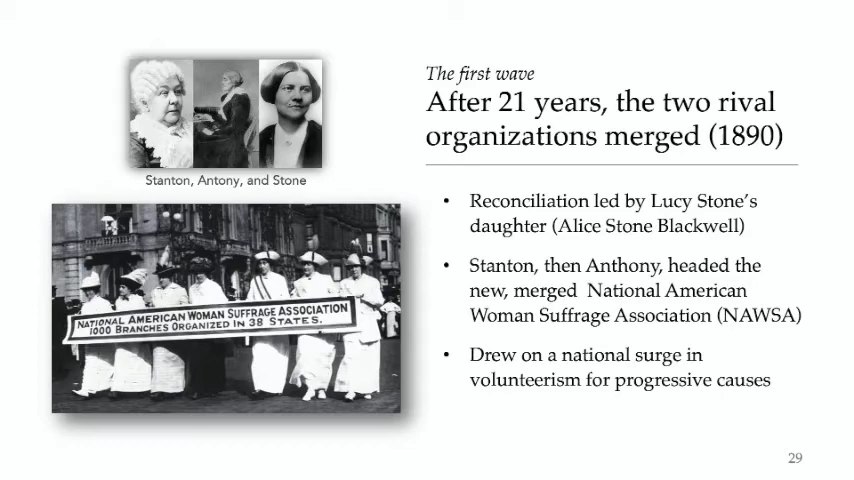 Stanton, Antony, and Stone
NATIONAL AMERICAN WOMAN SUFFRAGE ASSOCIATION
1000 BRANCHES ORGANIZED IN 38 STATES.
The first wave
After 21 years, the two rival
organizations merged (1890)
• Reconciliation led by Lucy Stone’s
daughter (Alice Stone Blackwell)
• Stanton, then Anthony, headed the
new, merged National American
Woman Suffrage Association (NAWSA)
• Drew on a national surge in
volunteerism for progressive causes
29